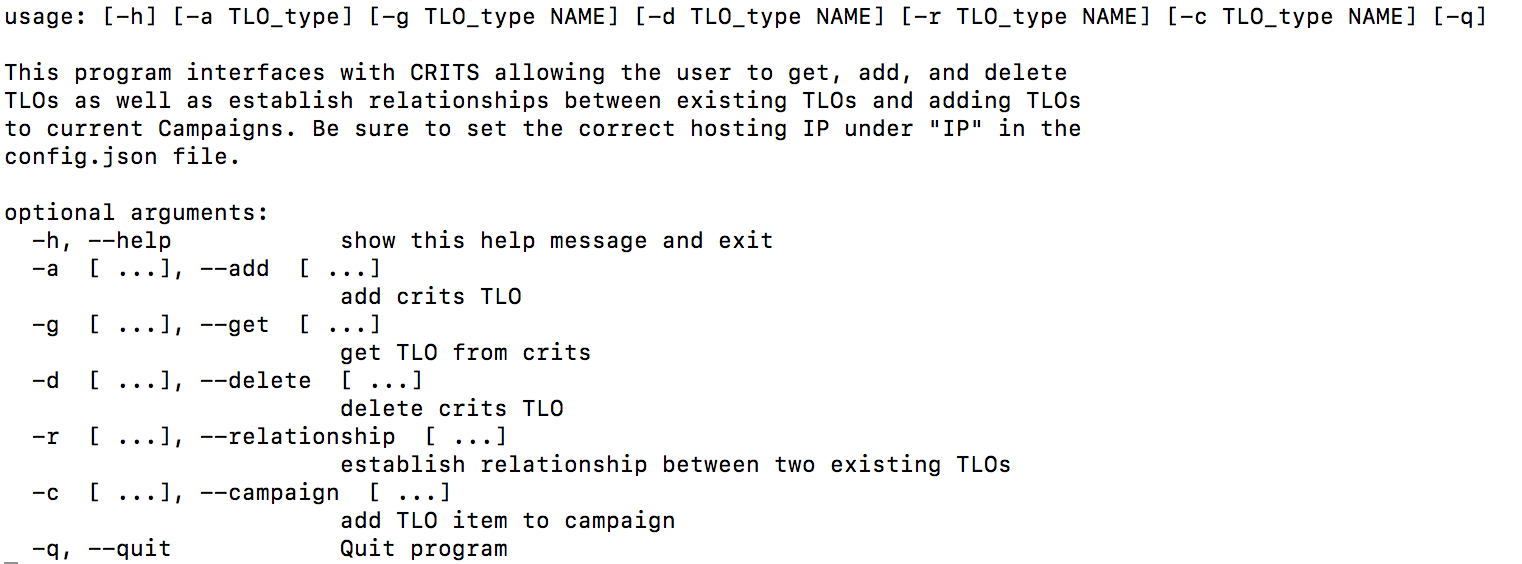 usage: [-h] [-a TLO_type] [-g TLO_type NAME] [-d TLO_type NAME] [-r TLO_type NAME] [-c TLO_type NAME] [-q]

This program interfaces with CRITS allowing the user to get, add, and delete
TLOs as well as establish relationships between existing TLOs and adding TLOs
to current Campaigns. Be sure to set the correct hosting IP under "IP" in the
config.json file.

optional arguments:
  -h, --help            show this help message and exit
  -a  [ ...], --add  [ ...]
                        add crits TLO
  -g  [ ...], --get  [ ...]
                        get TLO from crits
  -d  [ ...], --delete  [ ...]
                        delete crits TLO
  -r  [ ...], --relationship  [ ...]
                        establish relationship between two existing TLOs
  -c  [ ...], --campaign  [ ...]
                        add TLO item to campaign
  -q, --quit            Quit program